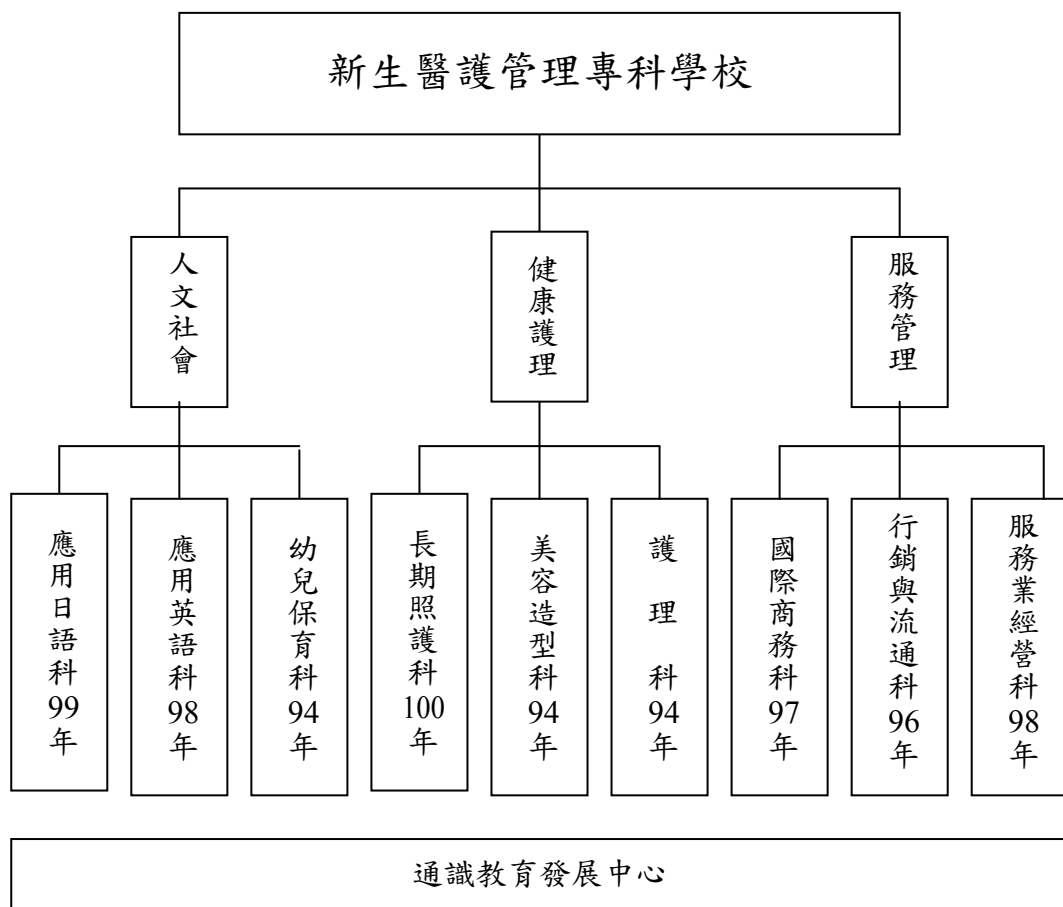 新生醫護管理專科學校
人文社會
健康護理
服務管理
應用日語科99年
應用英語科98年
幼兒保育科94年
長期照護科100年
美容造型科94年
護理科94年
國際商務科97年
行銷與流通科96年
服務業經營科98年
通識教育發展中心